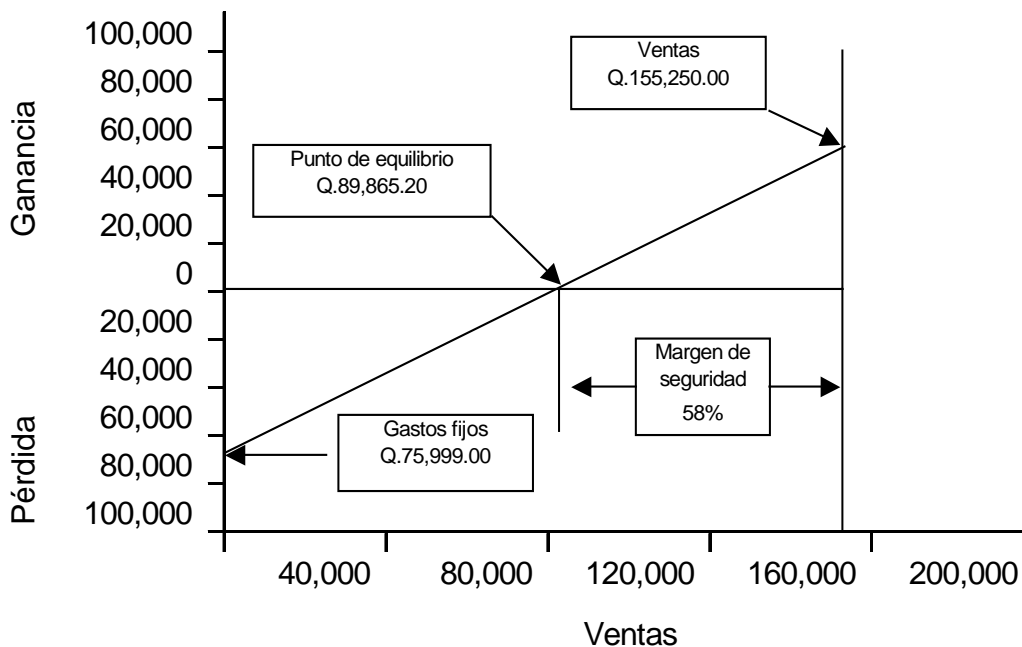 Ganancia
Pérdida
100,000
80,000
60,000
40,000
20,000
0
20,000
40,000
60,000
80,000
100,000
Ventas
Q.155,250.00
Punto de equilibrio
Q.89,865.20
Margen de
seguridad
58%
Gastos fijos
Q.75,999.00
40,000 80,000 120,000 160,000 200,000
Ventas